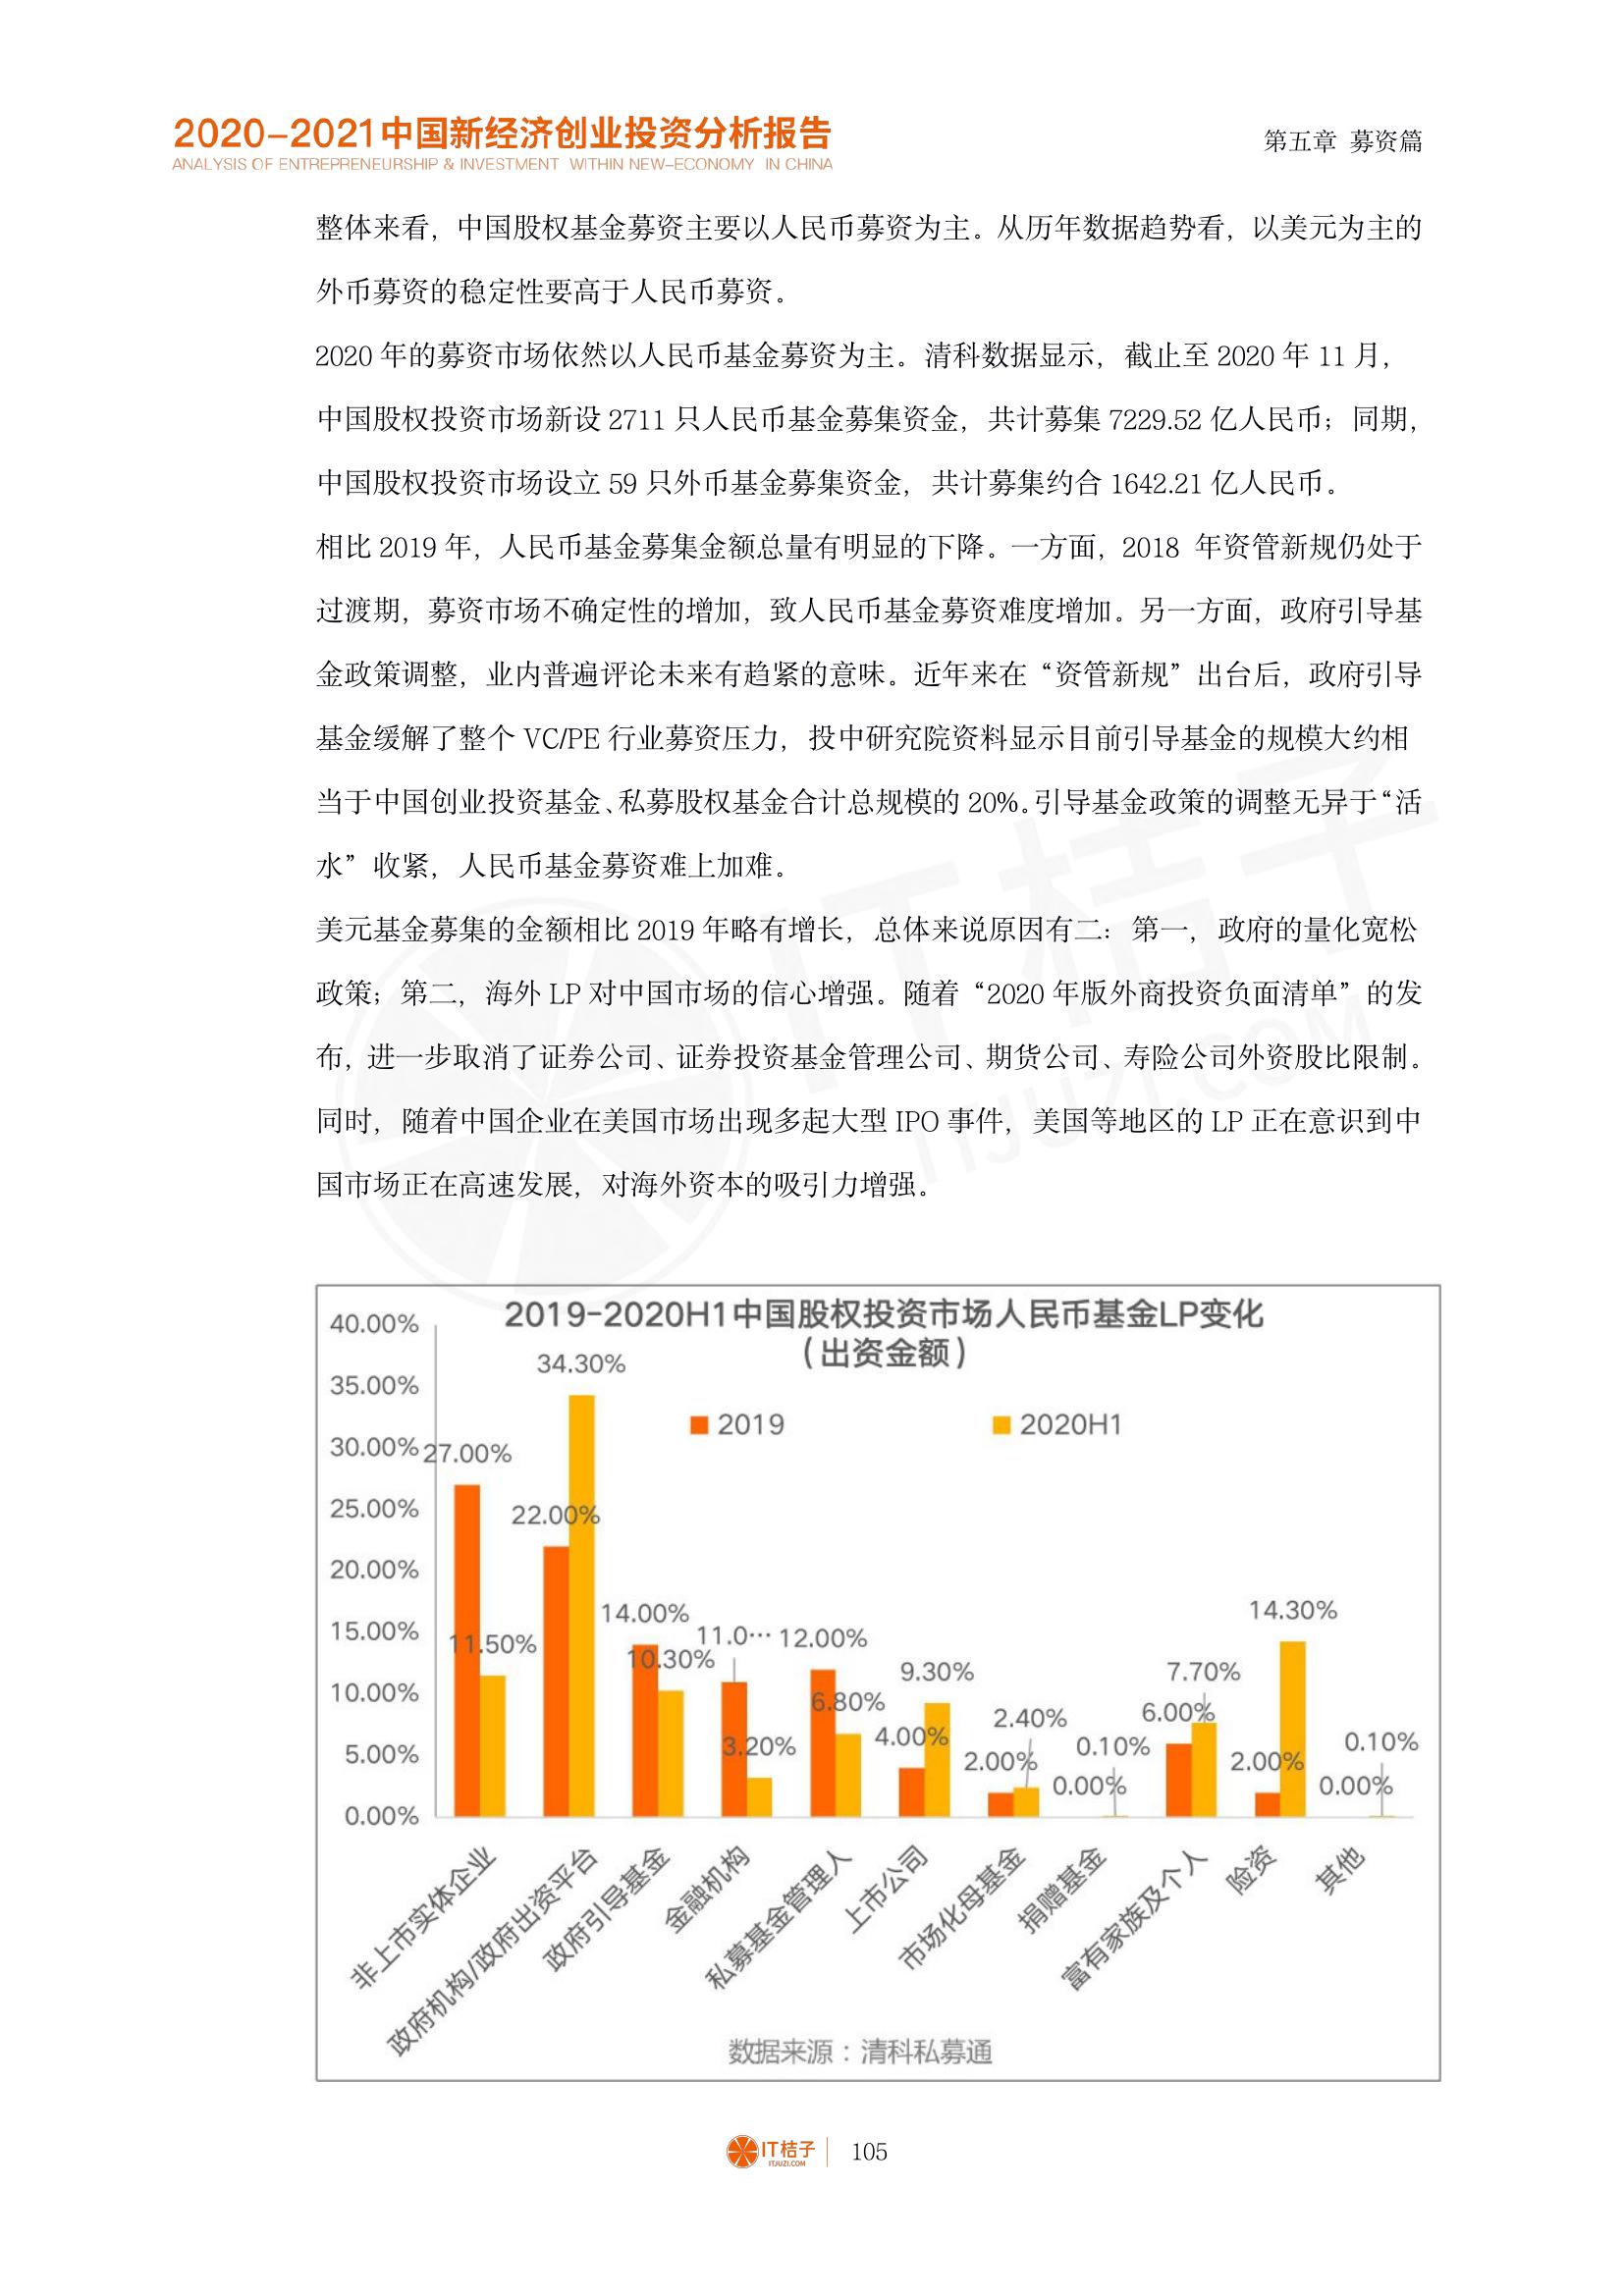 2020-2021中国新经济创业投资分析报告
ANALYSIS OF ENTREPRENEURSHIP & INVESTMENT WITHIN NEW-ECONOMY IN CHINA
第五章 募资篇
整体来看，中国股权基金募资主要以人民币募资为主。从历年数据趋势看，以美元为主的
外币募资的稳定性要高于人民币募资。
2020 年的募资市场依然以人民币基金募资为主。清科数据显示，截止至 2020 年 11 月，
中国股权投资市场新设 2711 只人民币基金募集资金，共计募集 7229.52 亿人民币；同期，
中国股权投资市场设立 59 只外币基金募集资金，共计募集约合 1642.21 亿人民币。
相比 2019 年，人民币基金募集金额总量有明显的下降。一方面，2018 年资管新规仍处于
过渡期，募资市场不确定性的增加，致人民币基金募资难度增加。另一方面，政府引导基
金政策调整，业内普遍评论未来有趋紧的意味。近年来在“资管新规”出台后，政府引导
基金缓解了整个 VC/PE 行业募资压力，投中研究院资料显示目前引导基金的规模大约相
当于中国创业投资基金、私募股权基金合计总规模的 20%。引导基金政策的调整无异于“活
水”收紧，人民币基金募资难上加难。
美元基金募集的金额相比 2019 年略有增长，总体来说原因有二：第一，政府的量化宽松
政策；第二，海外 LP 对中国市场的信心增强。随着“2020 年版外商投资负面清单”的发
布，进一步取消了证券公司、证券投资基金管理公司、期货公司、寿险公司外资股比限制。
同时，随着中国企业在美国市场出现多起大型 IPO 事件，美国等地区的 LP 正在意识到中
国市场正在高速发展，对海外资本的吸引力增强。
IT桔子
ITJUZI.COM
2019-2020H1中国股权投资市场人民币基金LP变化
（出资金额）
2019
2020H1
40.00%
35.00%
30.00%
25.00%
20.00%
15.00%
10.00%
5.00%
0.00%
27.00%
11.50%
22.00%
34.30%
14.00%
10.30%
11.0…
3.20%
12.00%
6.80%
4.00%
9.30%
2.00%
2.40%
0.00%
0.10%
6.00%
7.70%
2.00%
14.30%
0.00%
0.10%
非上市实体企业
政府机构/政府出资平台
政府引导基金
金融机构
私募基金管理人
上市公司
市场化母基金
捐赠基金
富有家族及个人
险资
其他
数据来源：清科私募通
IT桔子
ITJUZI.COM
105